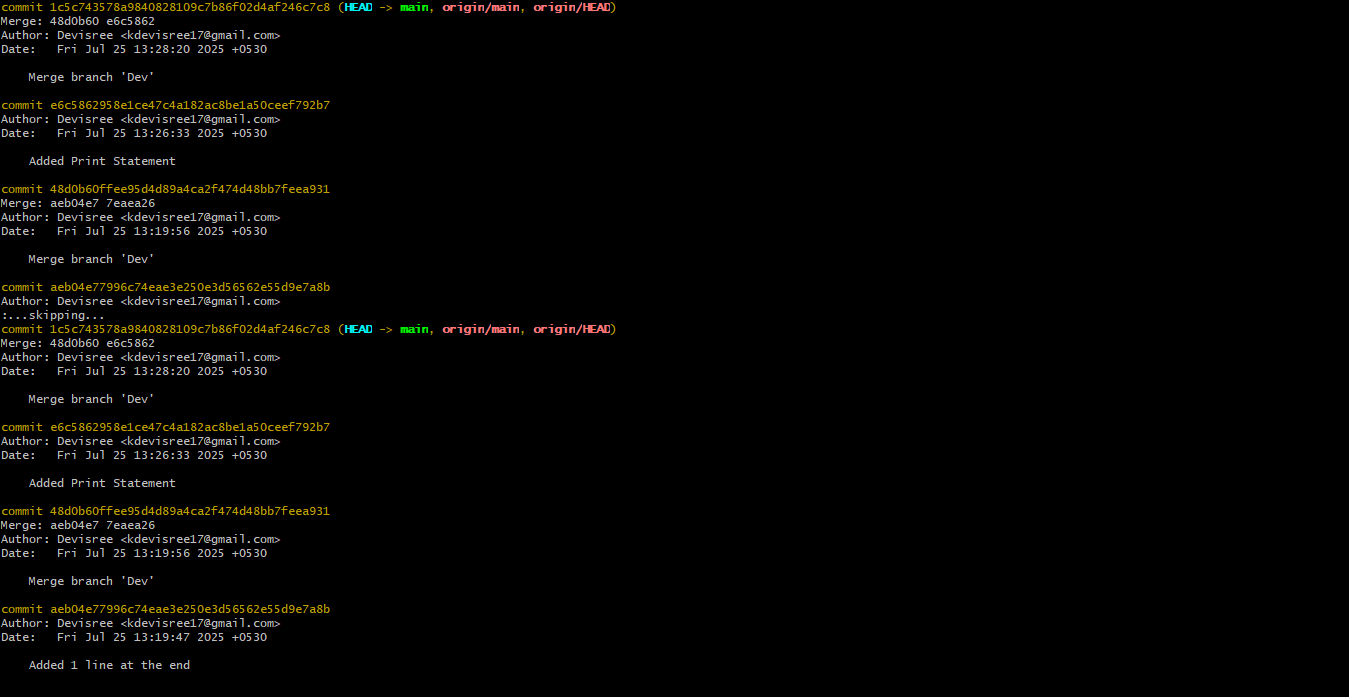 commit 1c5c743578a9840828109c7b86f02d4af246c7c8 (HEAD -> main, origin/main, origin/HEAD)
Merge: 48d0b60 e6c5862
Author: Devisree <kdevisree17@gmail.com>
Date:   Fri Jul 25 13:28:20 2025 +0530

    Merge branch 'Dev'

commit e6c5862958e1ce47c4a182ac8be1a50ceef792b7
Author: Devisree <kdevisree17@gmail.com>
Date:   Fri Jul 25 13:26:33 2025 +0530

    Added Print Statement

commit 48d0b60ffee95d4d89a4ca2f474d48bb7feea931
Merge: aeb04e7 7eaea26
Author: Devisree <kdevisree17@gmail.com>
Date:   Fri Jul 25 13:19:56 2025 +0530

    Merge branch 'Dev'

commit aeb04e77996c74eae3e250e3d56562e55d9e7a8b
Author: Devisree <kdevisree17@gmail.com>
:...skipping...
commit 1c5c743578a9840828109c7b86f02d4af246c7c8 (HEAD -> main, origin/main, origin/HEAD)
Merge: 48d0b60 e6c5862
Author: Devisree <kdevisree17@gmail.com>
Date:   Fri Jul 25 13:28:20 2025 +0530

    Merge branch 'Dev'

commit e6c5862958e1ce47c4a182ac8be1a50ceef792b7
Author: Devisree <kdevisree17@gmail.com>
Date:   Fri Jul 25 13:26:33 2025 +0530

    Added Print Statement

commit 48d0b60ffee95d4d89a4ca2f474d48bb7feea931
Merge: aeb04e7 7eaea26
Author: Devisree <kdevisree17@gmail.com>
Date:   Fri Jul 25 13:19:56 2025 +0530

    Merge branch 'Dev'

commit aeb04e77996c74eae3e250e3d56562e55d9e7a8b
Author: Devisree <kdevisree17@gmail.com>
Date:   Fri Jul 25 13:19:47 2025 +0530

    Added 1 line at the end